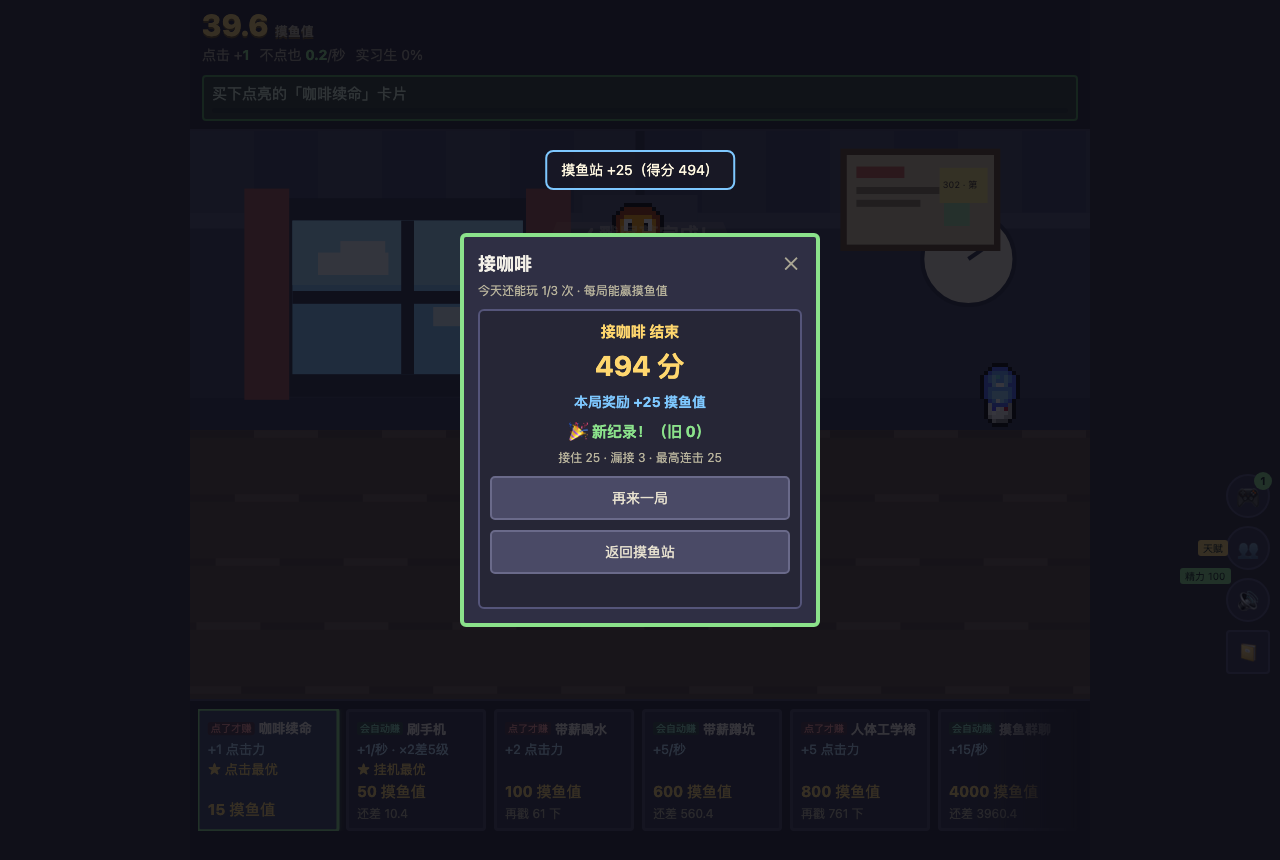 39.6 摸鱼值
点击 +1 不点也 0.2/秒 实习生 0%
买下点亮的「咖啡续命」卡片
摸鱼站 +25（得分 494）
302 · 第
接咖啡
今天还能玩 1/3 次 · 每局能赢摸鱼值
接咖啡 结束
494 分
本局奖励 +25 摸鱼值
🎉 新纪录！（旧 0）
接住 25 · 漏接 3 · 最高连击 25
再来一局
返回摸鱼站
1
天赋
精力 100
点了才赚 咖啡续命
+1 点击力
★ 点击最优
15 摸鱼值
会自动赚 刷手机
+1/秒 · ×2差5级
★ 挂机最优
50 摸鱼值
还差 10.4
点了才赚 带薪喝水
+2 点击力
100 摸鱼值
再戳 61 下
会自动赚 带薪蹲坑
+5/秒
600 摸鱼值
还差 560.4
点了才赚 人体工学椅
+5 点击力
800 摸鱼值
再戳 761 下
会自动赚 摸鱼群聊
+15/秒
4000 摸鱼值
还差 3960.4